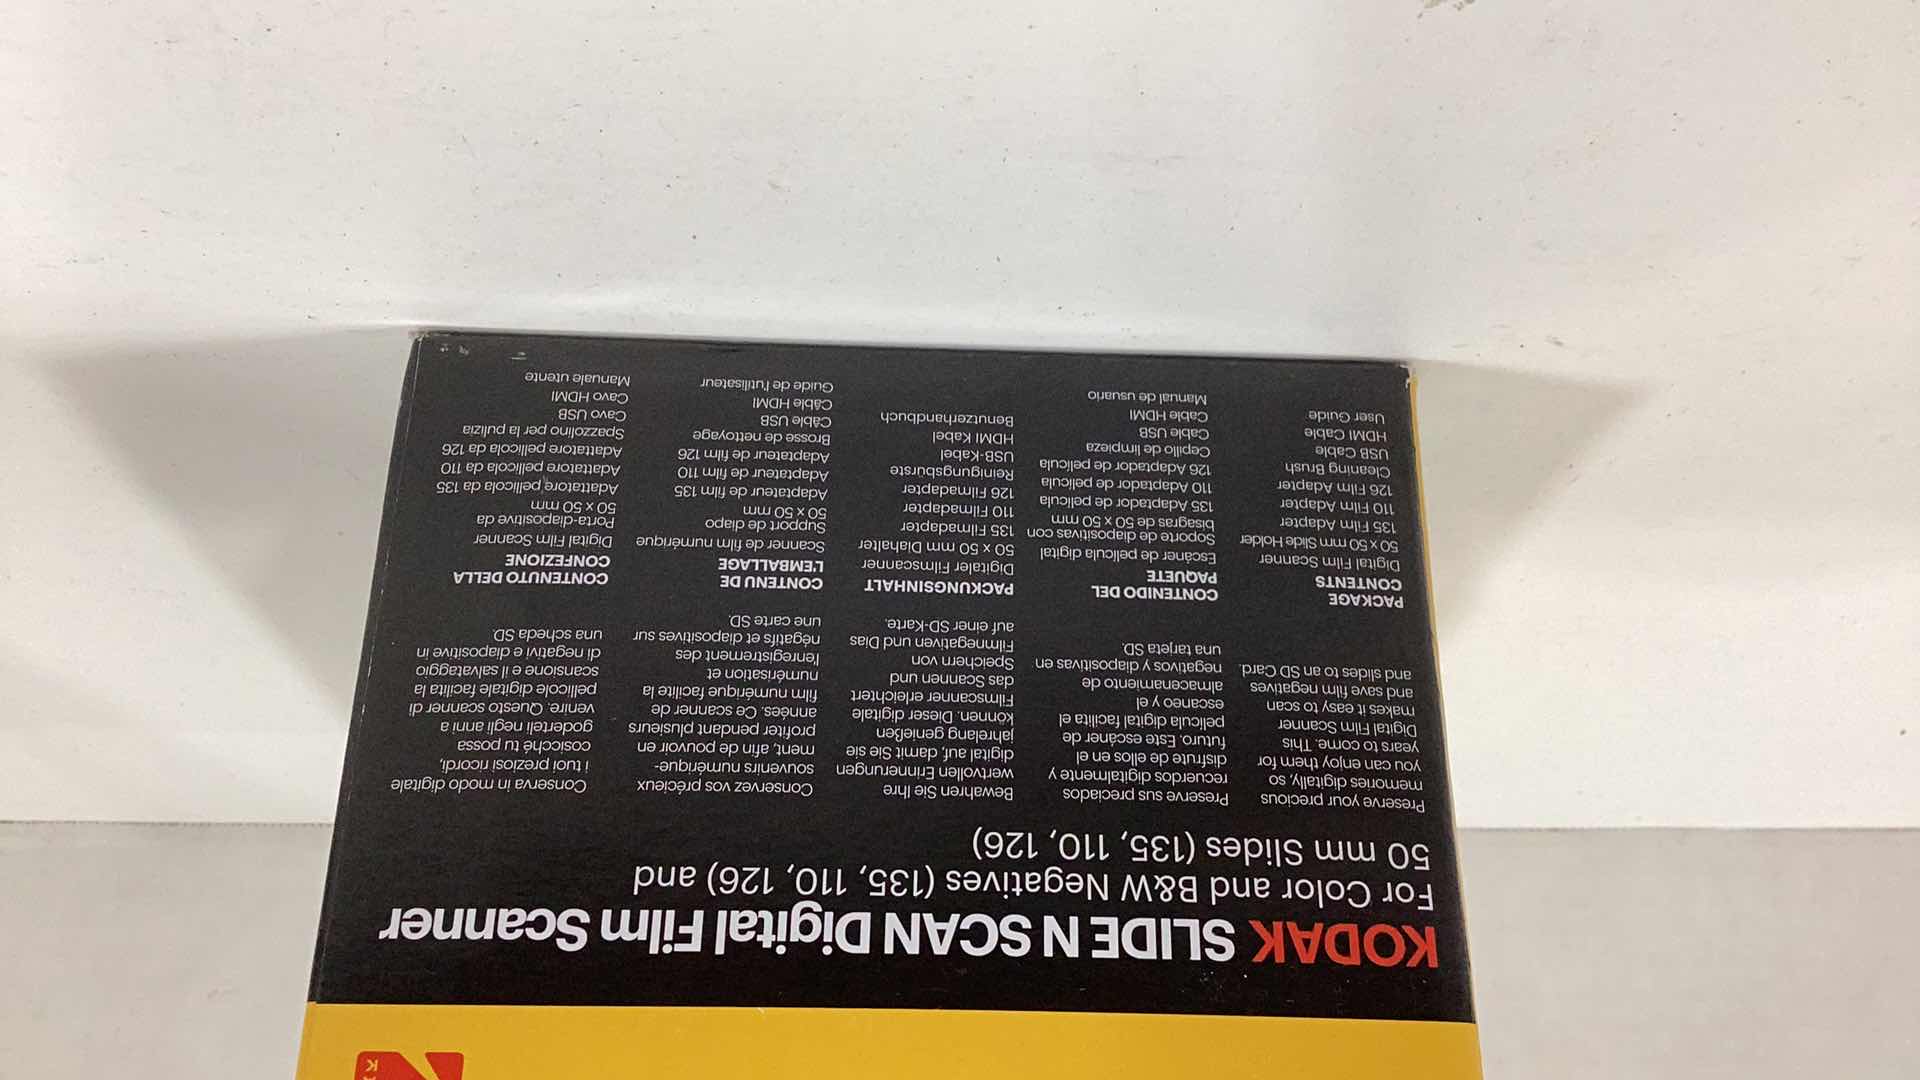 KODAK SLIDE N SCAN Digital Film Scanner
For Color and B&W Negatives (135, 110, 126) and
50 mm Slides (135, 110, 126)
Preserve your precious
memories digitally, so
you can enjoy them for
years to come. This
Digital Film Scanner
makes it easy to scan
and save film negatives
and slides to an SD Card.
PACKAGE
CONTENTS
Digital Film Scanner
50 x 50 mm Slide Holder
135 Film Adapter
110 Film Adapter
126 Film Adapter
Cleaning Brush
USB Cable
HDMI Cable
User Guide
Preserve sus preciados
recuerdos digitalmente y
disfrute de ellos en el
futuro. Este escáner de
película digital facilita el
escaneo y el
almacenamiento de
negativos y diapositivas en
una tarjeta SD.
CONTENIDO DEL
PAQUETE
Escáner de película digital
Soporte de diapositivas con
bisagras de 50 x 50 mm
135 Adaptador de película
110 Adaptador de película
126 Adaptador de película
Cepillo de limpieza
Cable USB
Cable HDMI
Manual de usuario
Bewahren Sie Ihre
wertvollen Erinnerungen
digital auf, damit Sie sie
jahrelang genießen
können. Dieser digitale
Filmscanner erleichtert
das Scannen und
Speichern von
Filmnegativen und Dias
auf einer SD-Karte.
PACKUNGSINHALT
Digitaler Filmscanner
50 x 50 mm Diahalter
135 Filmadapter
110 Filmadapter
126 Filmadapter
Reinigungsbürste
USB-Kabel
HDMI Kabel
Benutzerhandbuch
Conservez vos précieux
souvenirs numérique-
ment, afin de pouvoir en
profiter pendant plusieurs
années. Ce scanner de
film numérique facilite la
numérisation et
l'enregistrement des
négatifs et diapositives sur
une carte SD.
CONTENU DE
L'EMBALLAGE
Scanner de film numérique
Support de diapo
50 x 50 mm
Adaptateur de film 135
Adaptateur de film 110
Adaptateur de film 126
Brosse de nettoyage
Câble USB
Câble HDMI
Guide de l'utilisateur
Conserva in modo digitale
i tuoi preziosi ricordi,
cosicché tu possa
goderteli negli anni a
venire. Questo scanner di
pellicole digitale facilita la
scansione e il salvataggio
di negativi e diapositive in
una scheda SD.
CONTENUTO DELLA
CONFEZIONE
Digital Film Scanner
Porta-diapositive da
50 x 50 mm
Adattatore pellicola da 135
Adattatore pellicola da 110
Adattatore pellicola da 126
Spazzolino per la pulizia
Cavo USB
Cavo HDMI
Manuale utente